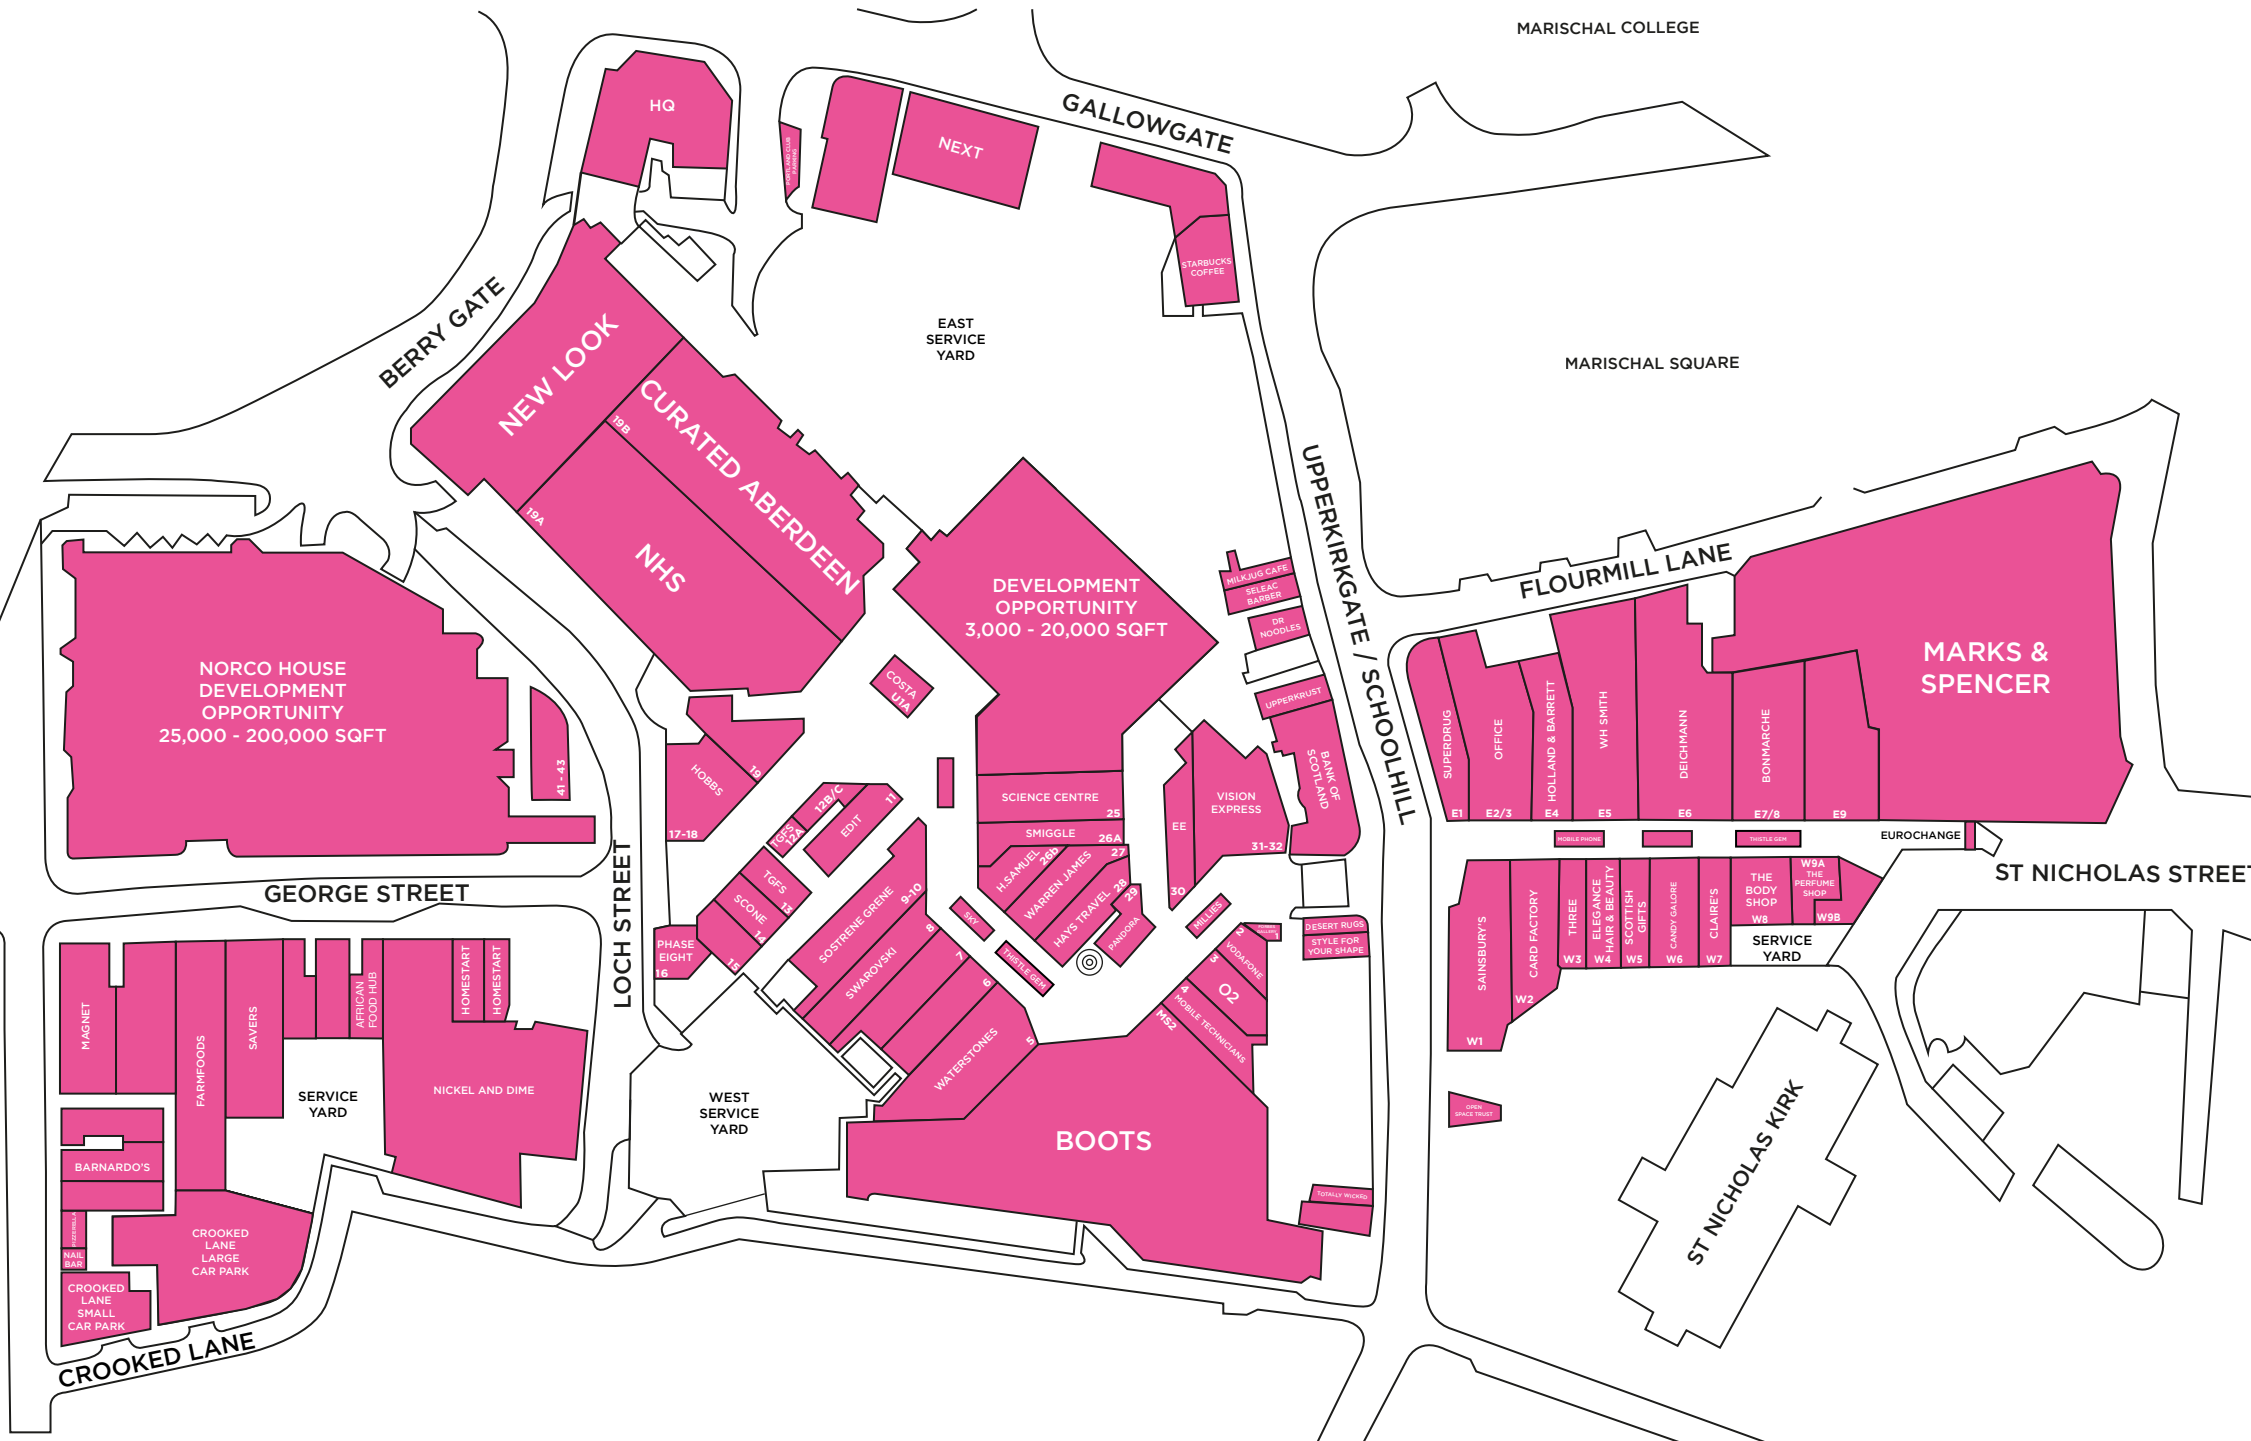 MARISCHAL COLLEGE
GALLOWGATE
HQ
PORTLAND CLUB
PARKING
NEXT
STARBUCKS
COFFEE
BERRY GATE
EAST
SERVICE
YARD
MARISCHAL SQUARE
NEW LOOK
CURATED ABERDEEN
19B
19A
NHS
UPPERKIRKGATE / SCHOOLHILL
FLOURMILL LANE
DEVELOPMENT
OPPORTUNITY
3,000 - 20,000 SQFT
MILKJUG CAFE
SELEAC
BARBER
DR
NOODLES
UPPERKRUST
BANK OF
SCOTLAND
MARKS &
SPENCER
NORCO HOUSE
DEVELOPMENT
OPPORTUNITY
25,000 - 200,000 SQFT
41 - 43
COSTA
U1A
HOBBS
17-18
19
TGFS
12A
12B/C
EDIT
11
SCIENCE CENTRE
25
SMIGGLE
26A
H.SAMUEL
26b
WARREN JAMES
27
HAYS TRAVEL
28
29
PANDORA
EE
30
VISION
EXPRESS
31-32
SUPERDRUG
E1
OFFICE
E2/3
HOLLAND & BARRETT
E4
WH SMITH
E5
DEICHMANN
E6
BONMARCHE
E7/8
E9
MOBILE PHONE
THISTLE GEM
EUROCHANGE
ST NICHOLAS STREET
GEORGE STREET
LOCH STREET
TGFS
13
SCONE
14
15
PHASE
EIGHT
16
SOSTRENE GRENE
9-10
SWAROVSKI
8
7
6
WATERSTONES
5
SKY
THISTLE GEM
MILLIES
1
2
VODAFONE
3
O2
4
MOBILE TECHNICIANS
MS2
DESERT RUGS
STYLE FOR
YOUR SHAPE
SAINSBURY'S
W1
CARD FACTORY
W2
THREE
W3
ELEGANCE
HAIR & BEAUTY
W4
SCOTTISH
GIFTS
W5
CANDY GALORE
W6
CLAIRE'S
W7
THE
BODY
SHOP
W8
W9A
THE
PERFUME
SHOP
W9B
SERVICE
YARD
MAGNET
FARMFOODS
SAVERS
AFRICAN
FOOD HUB
HOMESTART
HOMESTART
SERVICE
YARD
NICKEL AND DIME
WEST
SERVICE
YARD
BOOTS
OPEN
SPACE TRUST
ST NICHOLAS KIRK
BARNARDO'S
NAIL
BAR
CROOKED
LANE
LARGE
CAR PARK
CROOKED
LANE
SMALL
CAR PARK
TOTALLY WICKED
CROOKED LANE